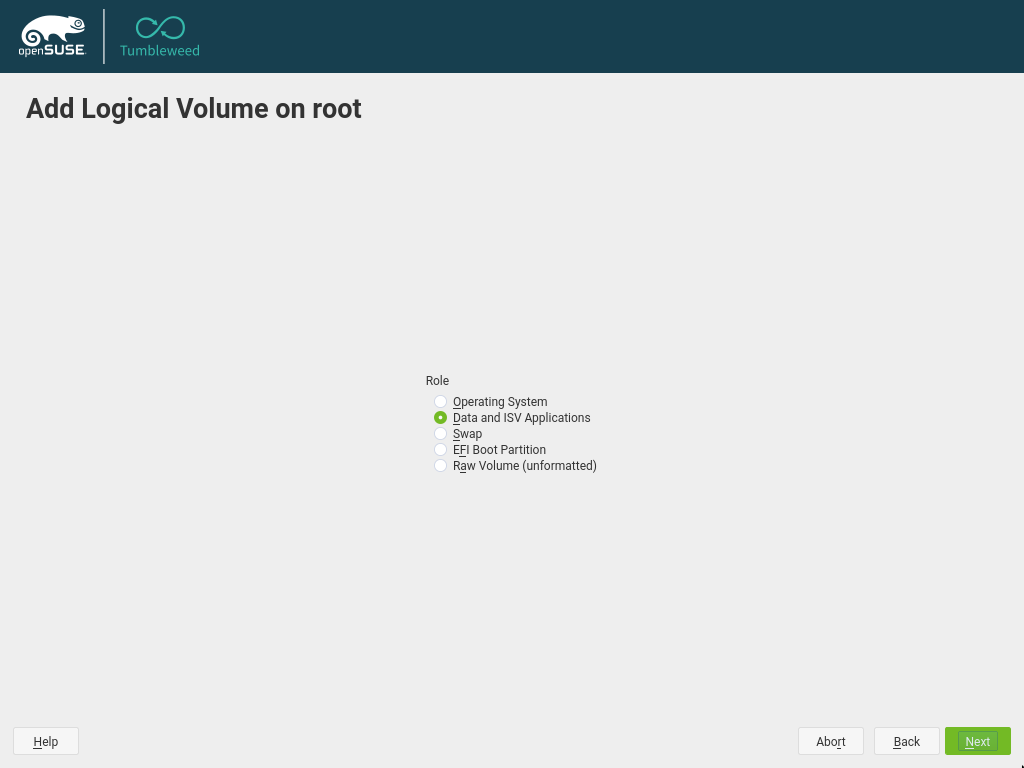 openSUSE
Tumbleweed
Add Logical Volume on root
Role
Operating System
Data and ISV Applications
Swap
EFI Boot Partition
Raw Volume (unformatted)
Help
Abort
Back
Next